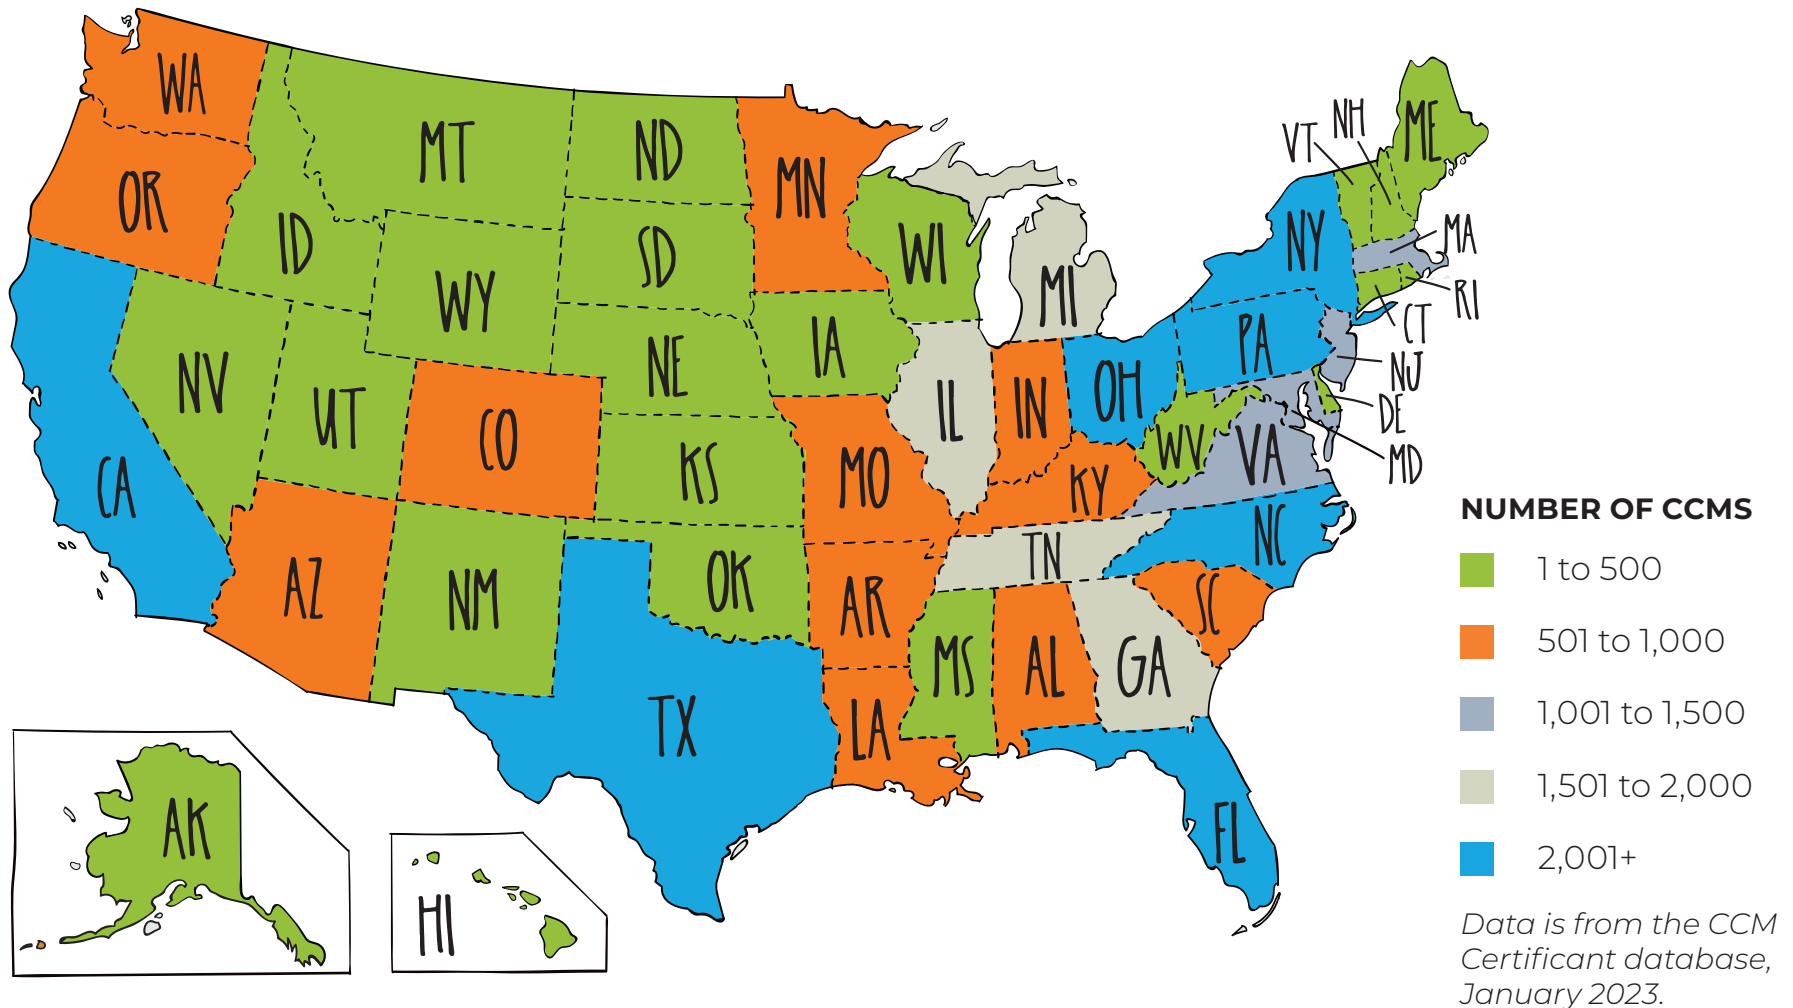 WA
MT
ND
MN
OR
ID
SD
WI
MI
VT
NH
ME
NY
MA
RI
CT
WY
NV
UT
NE
IA
IL
IN
OH
PA
NJ
DE
MD
CA
CO
KS
MO
KY
WV
VA
NC
AZ
NM
OK
AR
TN
SC
MS
AL
GA
TX
LA
FL
AK
HI
NUMBER OF CCMS
1 to 500
501 to 1,000
1,001 to 1,500
1,501 to 2,000
2,001+
Data is from the CCM
Certificant database,
January 2023.